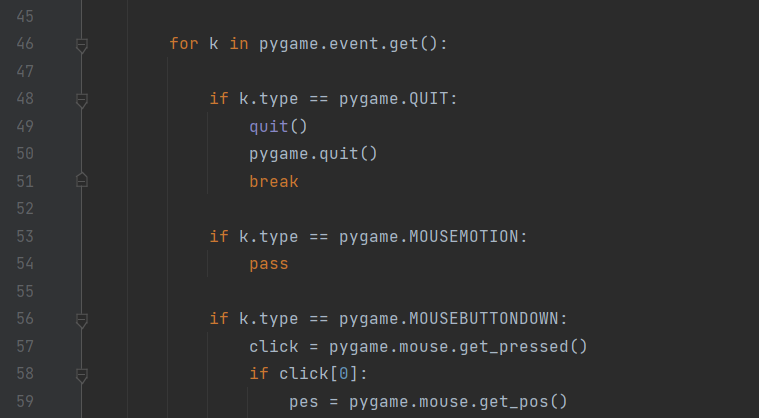 45
46 for k in pygame.event.get():
47
48 if k.type == pygame.QUIT:
49 quit()
50 pygame.quit()
51 break
52
53 if k.type == pygame.MOUSEMOTION:
54 pass
55
56 if k.type == pygame.MOUSEBUTTONDOWN:
57 click = pygame.mouse.get_pressed()
58 if click[0]:
59 pes = pygame.mouse.get_pos()